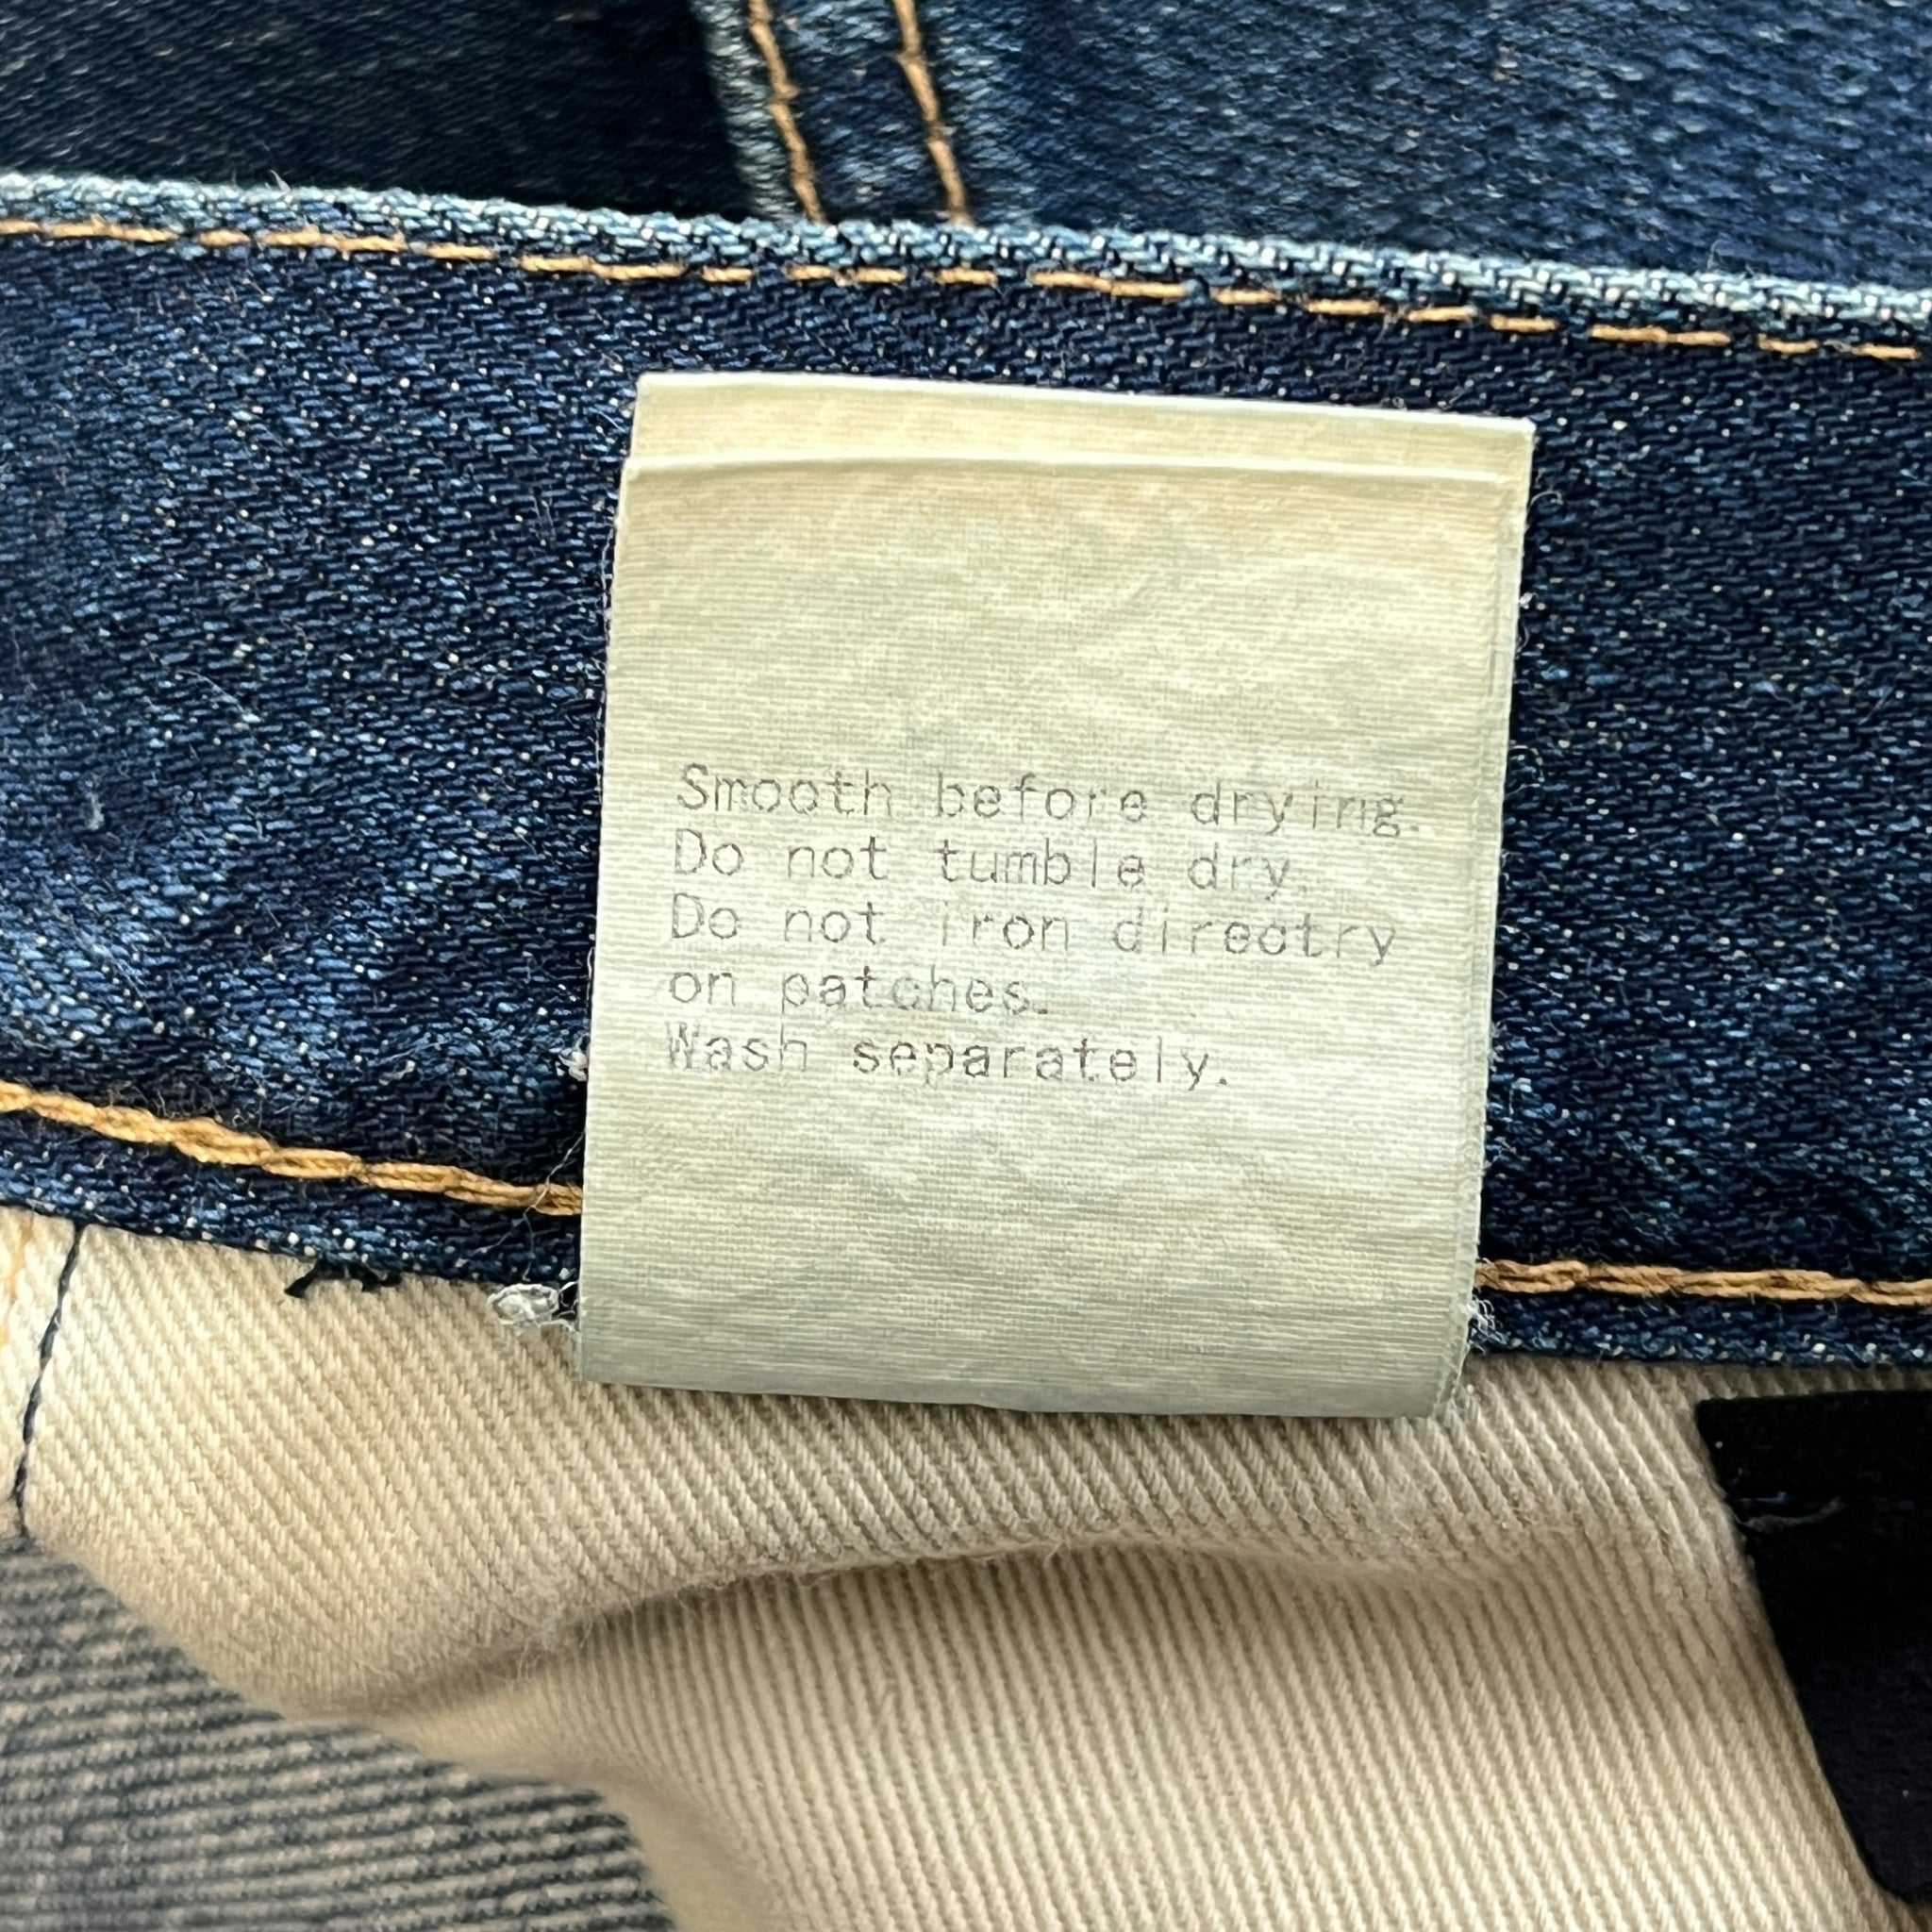 Smooth before drying.
Do not tumble dry.
Do not iron directry
on patches.
Wash separately.